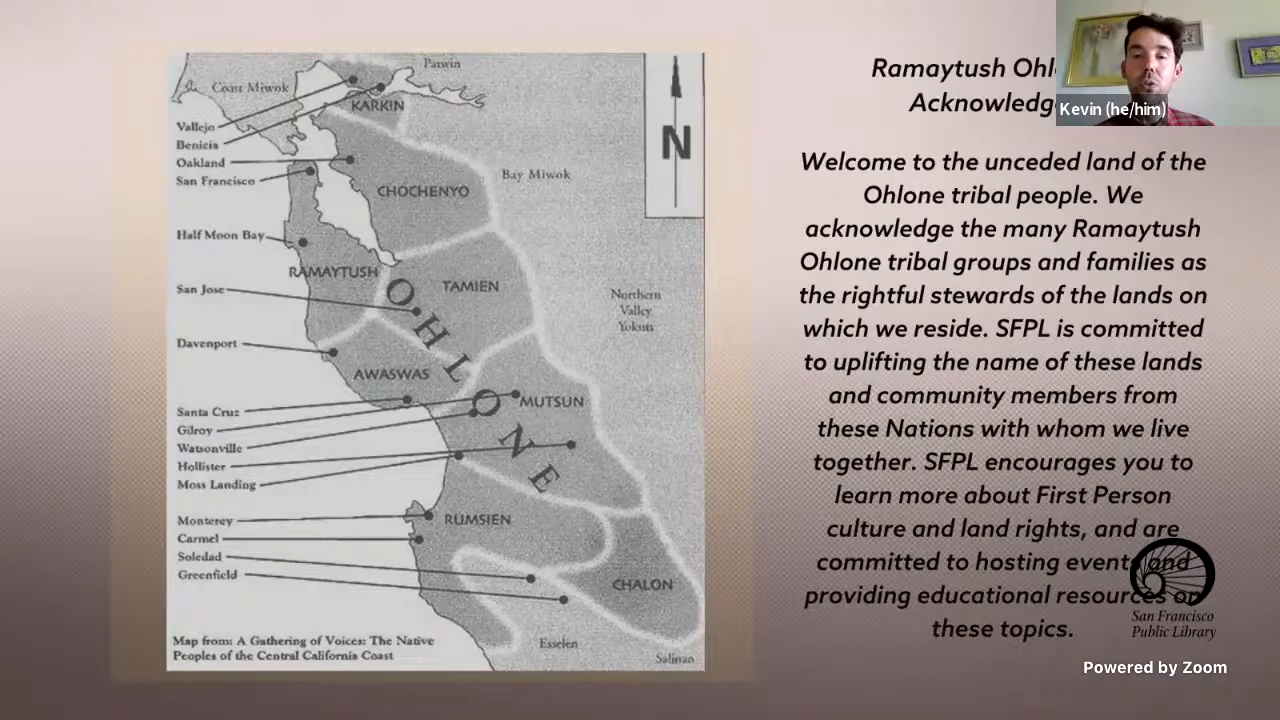 Ramaytush
Acknowledg
Kevin (he/him)
Welcome to the unceded land of the
Ohlone tribal people. We
acknowledge the many Ramaytush
Ohlone tribal groups and families as
the rightful stewards of the lands on
which we reside. SFPL is committed
to uplifting the name of these lands
and community members from
these Nations with whom we live
together. SFPL encourages you to
learn more about First Person
culture and land rights, and are
committed to hosting events and
providing educational resources on
these topics.
San Francisco
Public Library
Powered by Zoom
Patwin
Coast Miwok
KARKIN
Vallejo
Benicia
Oakland
San Francisco
N
Bay Miwok
CHOCHENYO
Half Moon Bay
RAMAYTUSH
TAMIEN
San Jose
Northern
Valley
Yokuts
OHLONE
Davenport
AWASWAS
MUTSUN
Santa Cruz
Gilroy
Watsonville
Hollister
Moss Landing
Monterey
RUMSIEN
Carmel
Soledad
Greenfield
CHALON
Esselen
Salinan
Map from: A Gathering of Voices: The Native
Peoples of the Central California Coast